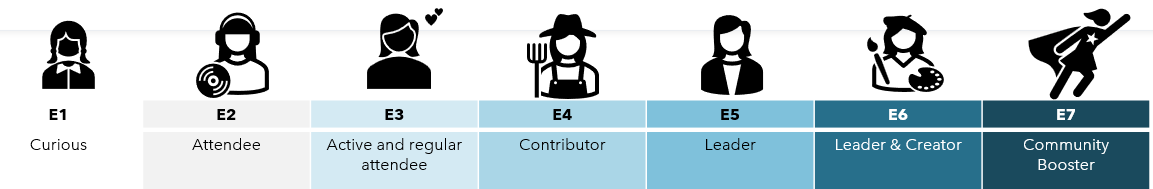 E1
E2
E3
E4
E5
E6
E7
Curious
Attendee
Active and regular
attendee
Contributor
Leader
Leader & Creator
Community
Booster